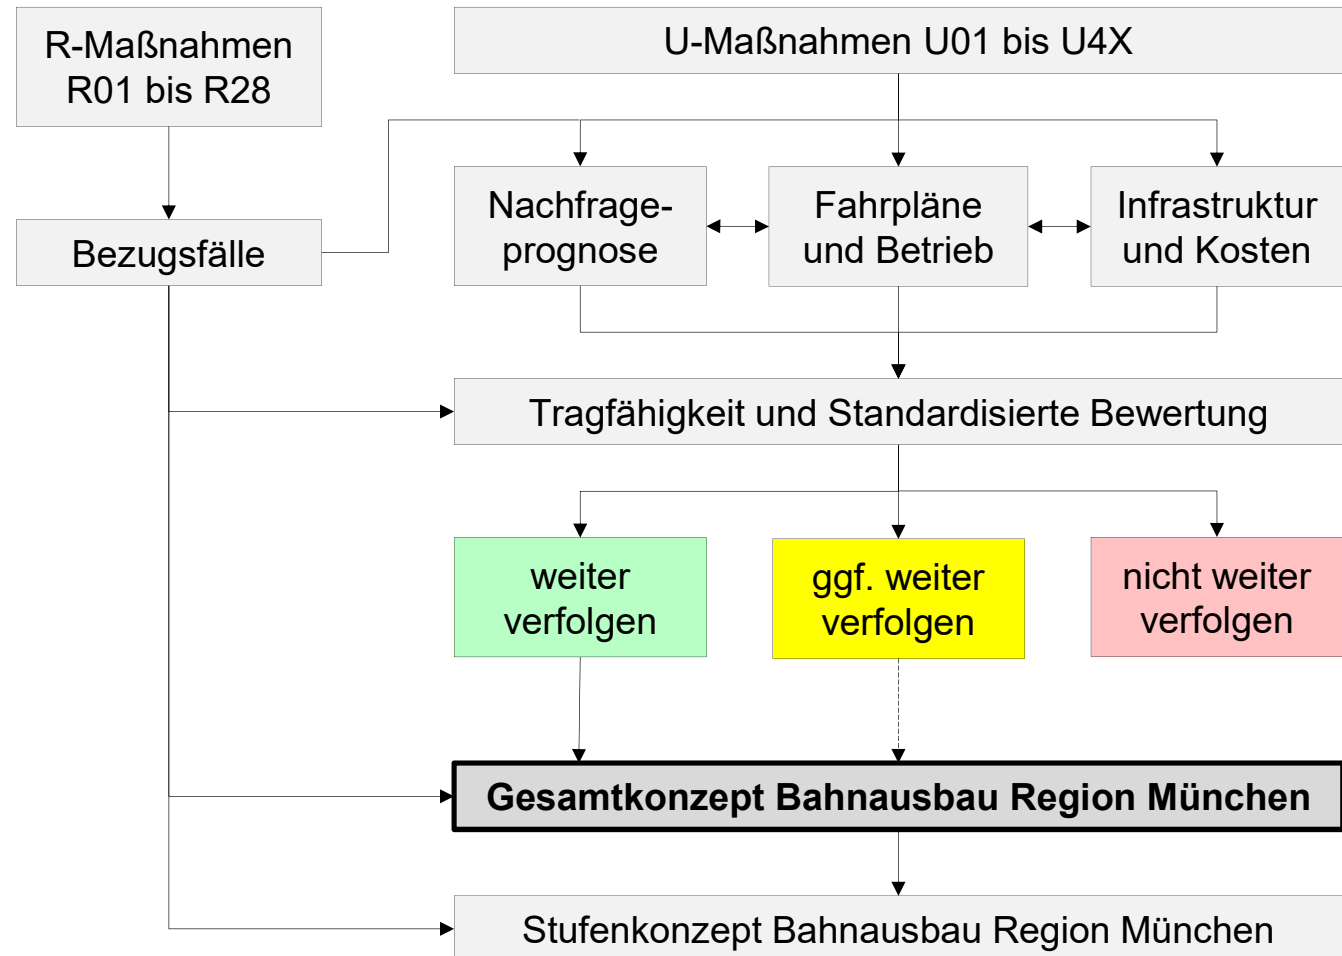 R-Maßnahmen
R01 bis R28
U-Maßnahmen U01 bis U4X
Bezugsfälle
Nachfrage-
prognose
Fahrpläne
und Betrieb
Infrastruktur
und Kosten
Tragfähigkeit und Standardisierte Bewertung
weiter
verfolgen
ggf. weiter
verfolgen
nicht weiter
verfolgen
Gesamtkonzept Bahnausbau Region München
Stufenkonzept Bahnausbau Region München